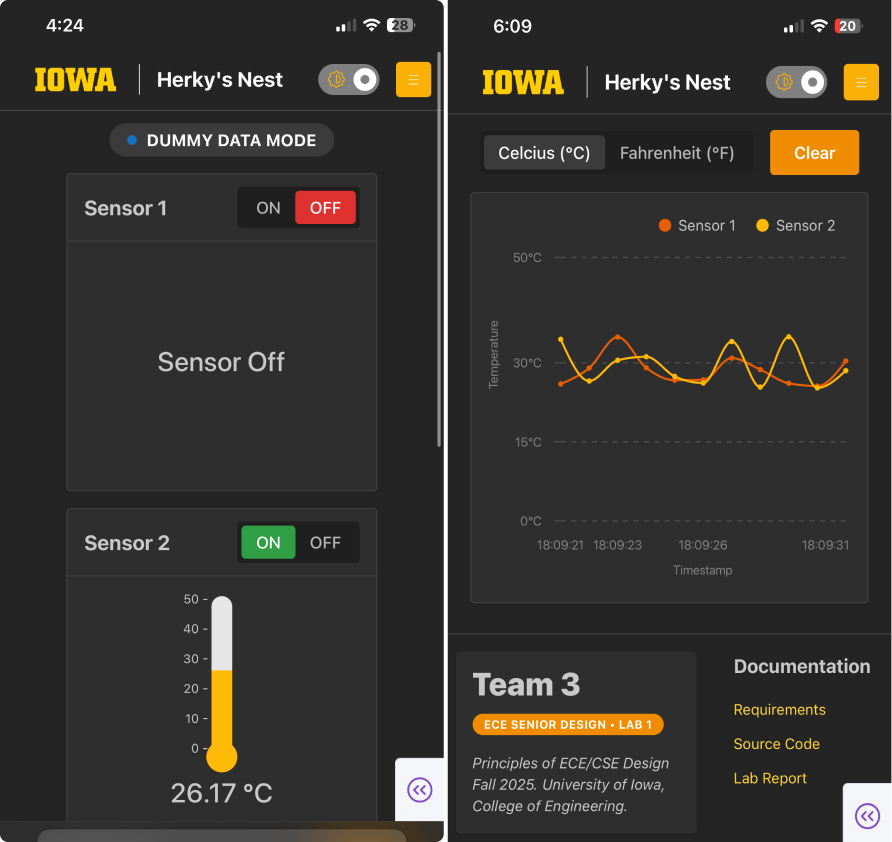 4:24
28
IOWA
Herky's Nest
DUMMY DATA MODE
Sensor 1
ON
OFF
Sensor Off
Sensor 2
ON
OFF
50
40
30
20
10
0
26.17 °C
6:09
20
IOWA
Herky's Nest
Celcius (°C)
Fahrenheit (°F)
Clear
Sensor 1
Sensor 2
50°C
30°C
15°C
0°C
Temperature
18:09:21
18:09:23
18:09:26
18:09:31
Timestamp
Team 3
ECE SENIOR DESIGN • LAB 1
Principles of ECE/CSE Design
Fall 2025. University of Iowa,
College of Engineering.
Documentation
Requirements
Source Code
Lab Report